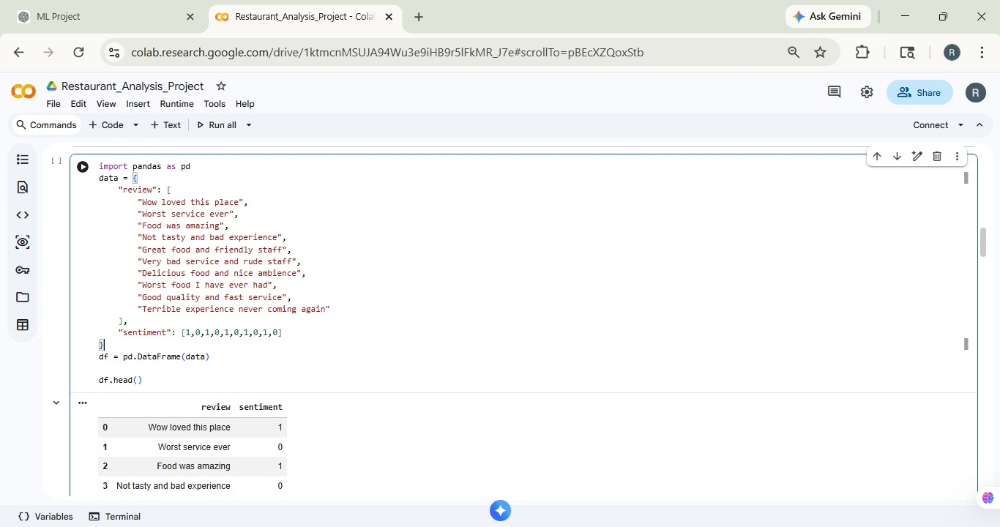 ML Project
Restaurant_Analysis_Project - Cola
Ask Gemini
colab.research.google.com/drive/1ktmcnMSUJA94Wu3e9iHB9r5lFkMR_J7e#scrollTo=pBEcXZQoxStb
R
Restaurant_Analysis_Project
File Edit View Insert Runtime Tools Help
Share
R
Commands + Code + Text Run all
Connect
[ ]
import pandas as pd
data = {
"review": [
"Wow loved this place",
"Worst service ever",
"Food was amazing",
"Not tasty and bad experience",
"Great food and friendly staff",
"Very bad service and rude staff",
"Delicious food and nice ambience",
"Worst food I have ever had",
"Good quality and fast service",
"Terrible experience never coming again"
],
"sentiment": [1,0,1,0,1,0,1,0,1,0]
}
df = pd.DataFrame(data)
df.head()
review sentiment
0 Wow loved this place 1
1 Worst service ever 0
2 Food was amazing 1
3 Not tasty and bad experience 0
Variables
Terminal